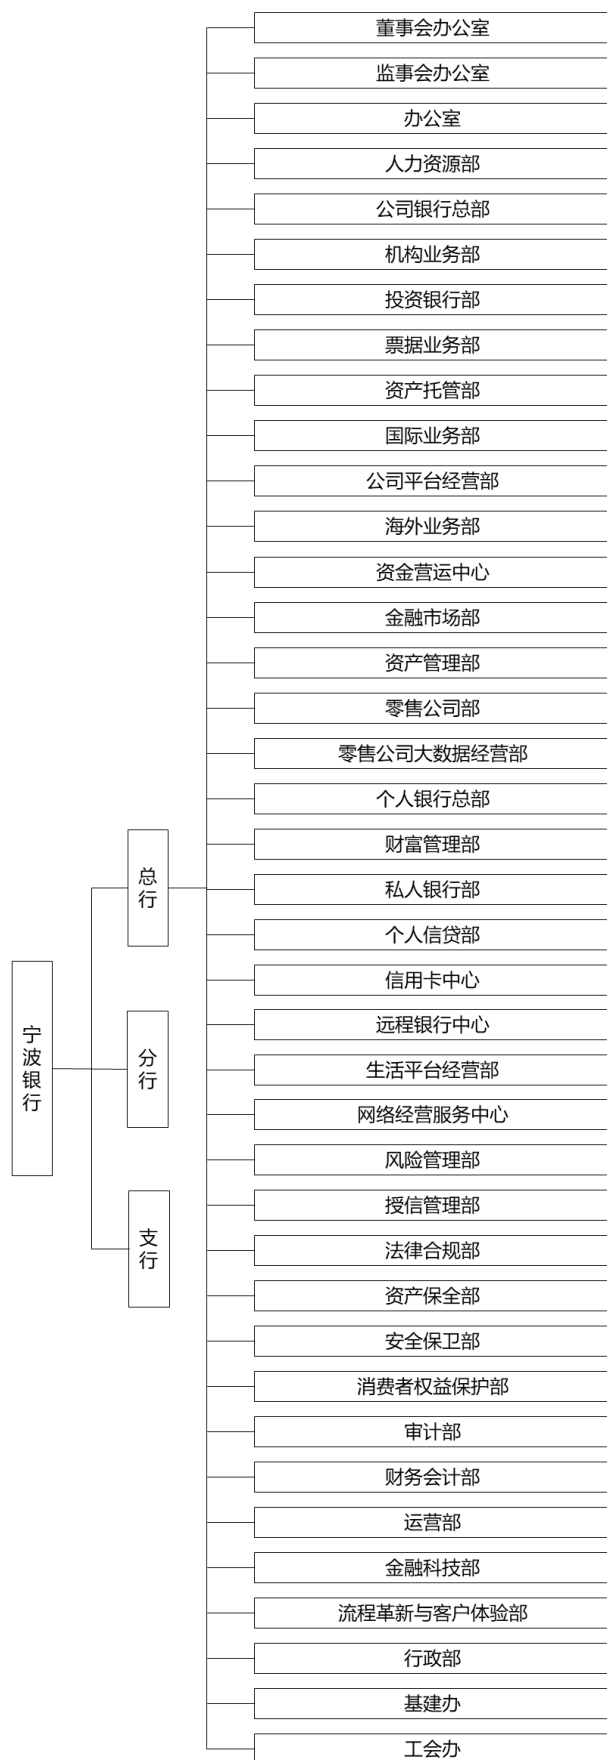 宁波银行
总行
分行
支行
董事会办公室
监事会办公室
办公室
人力资源部
公司银行总部
机构业务部
投资银行部
票据业务部
资产托管部
国际业务部
公司平台经营部
海外业务部
资金营运中心
金融市场部
资产管理部
零售公司部
零售公司大数据经营部
个人银行总部
财富管理部
私人银行部
个人信贷部
信用卡中心
远程银行中心
生活平台经营部
网络经营服务中心
风险管理部
授信管理部
法律合规部
资产保全部
安全保卫部
消费者权益保护部
审计部
财务会计部
运营部
金融科技部
流程革新与客户体验部
行政部
基建办
工会办